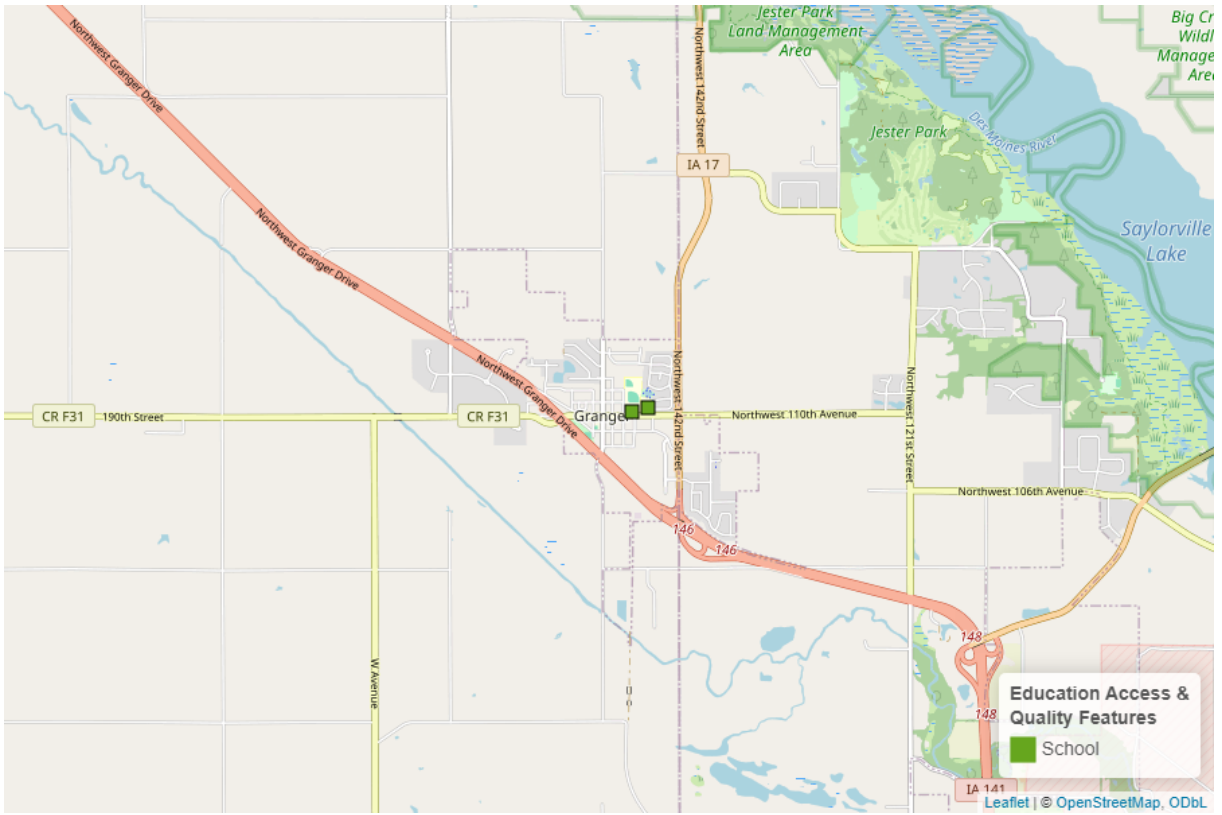 Jester Park
Land Management
Area
Big Cr
Wildl
Manage
Area
Northwest Granger Drive
Northwest 142nd Street
Des Moines River
Jester Park
IA 17
Saylorville
Lake
Northwest Granger Drive
Northwest Granger Drive
Northwest 142nd Street
Northwest 121st Street
CR F31
190th Street
CR F31
Granger
Northwest 110th Avenue
Northwest 106th Avenue
146
146
W Avenue
148
148
Education Access &
Quality Features
School
IA 141
Leaflet | © OpenStreetMap, ODbL